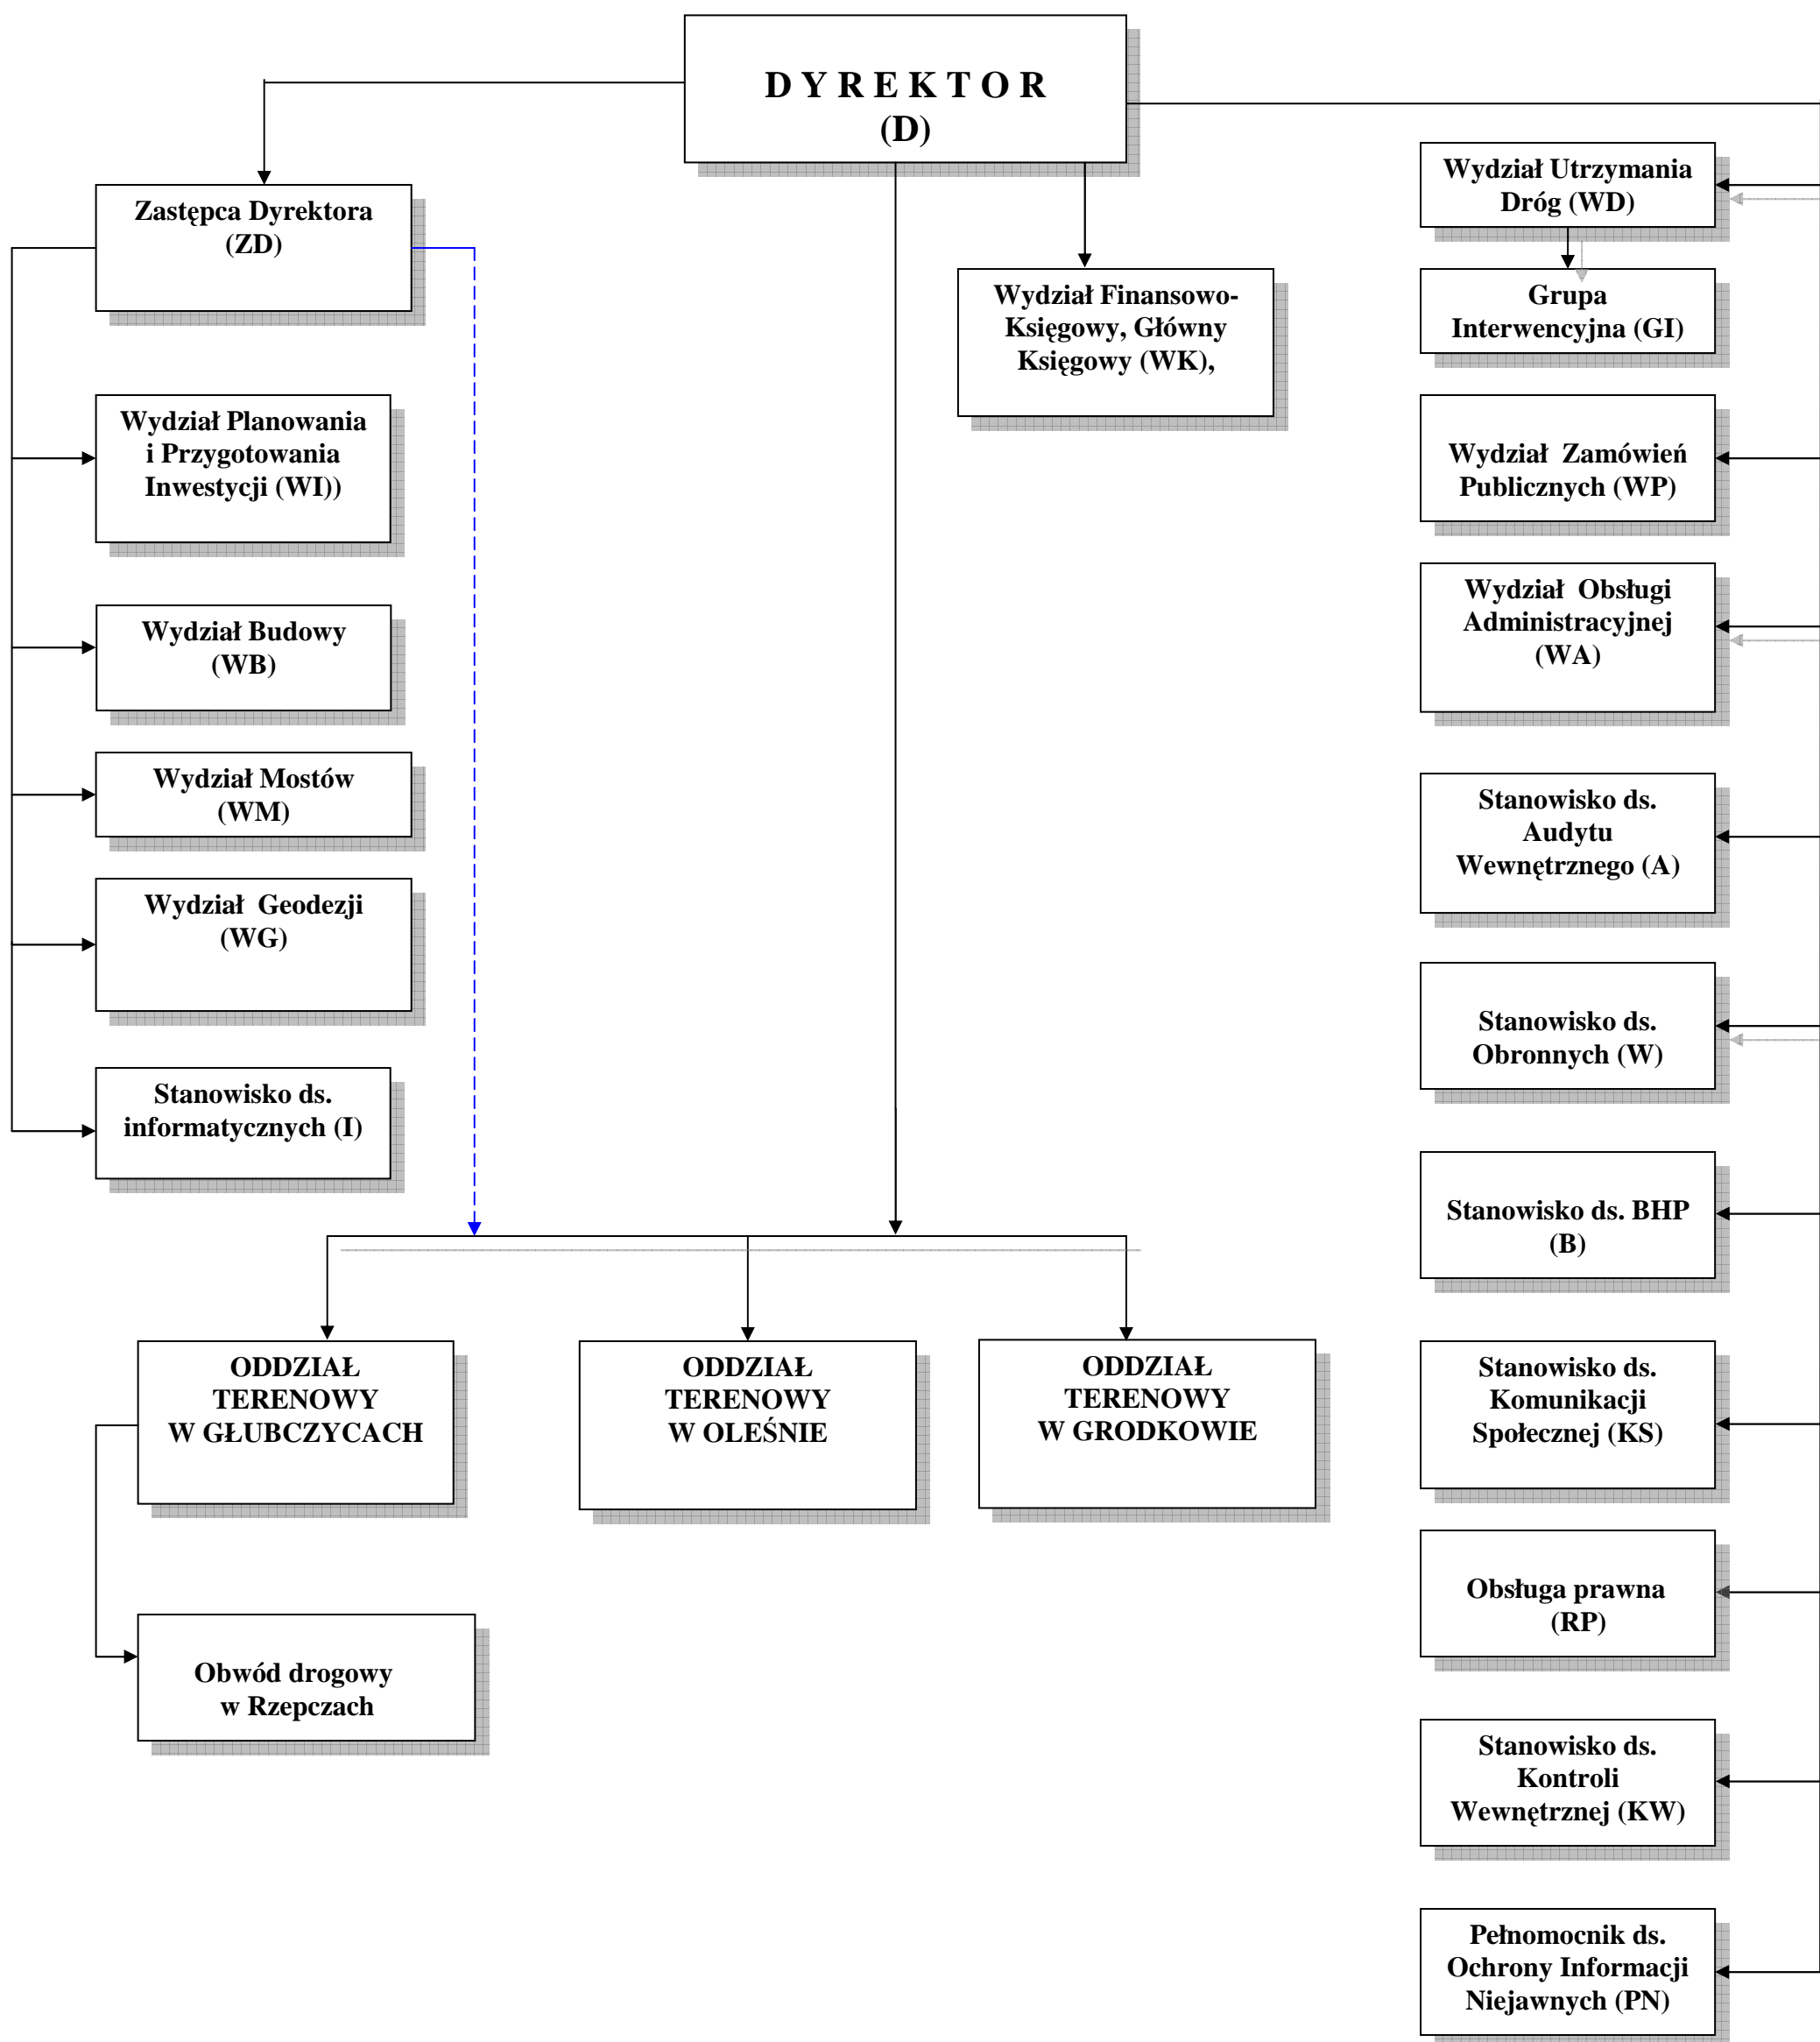 D Y R E K T O R
(D)
Zastępca Dyrektora
(ZD)
Wydział Planowania
i Przygotowania
Inwestycji (WI))
Wydział Budowy
(WB)
Wydział Mostów
(WM)
Wydział Geodezji
(WG)
Stanowisko ds.
informatycznych (I)
Wydział Finansowo-
Księgowy, Główny
Księgowy (WK),
ODDZIAŁ
TERENOWY
W GŁUBCZYCACH
ODDZIAŁ
TERENOWY
W OLEŚNIE
ODDZIAŁ
TERENOWY
W GRODKOWIE
Obwód drogowy
w Rzepczach
Wydział Utrzymania
Dróg (WD)
Grupa
Interwencyjna (GI)
Wydział Zamówień
Publicznych (WP)
Wydział Obsługi
Administracyjnej
(WA)
Stanowisko ds.
Audytu
Wewnętrznego (A)
Stanowisko ds.
Obronnych (W)
Stanowisko ds. BHP
(B)
Stanowisko ds.
Komunikacji
Społecznej (KS)
Obsługa prawna
(RP)
Stanowisko ds.
Kontroli
Wewnętrznej (KW)
Pełnomocnik ds.
Ochrony Informacji
Niejawnych (PN)